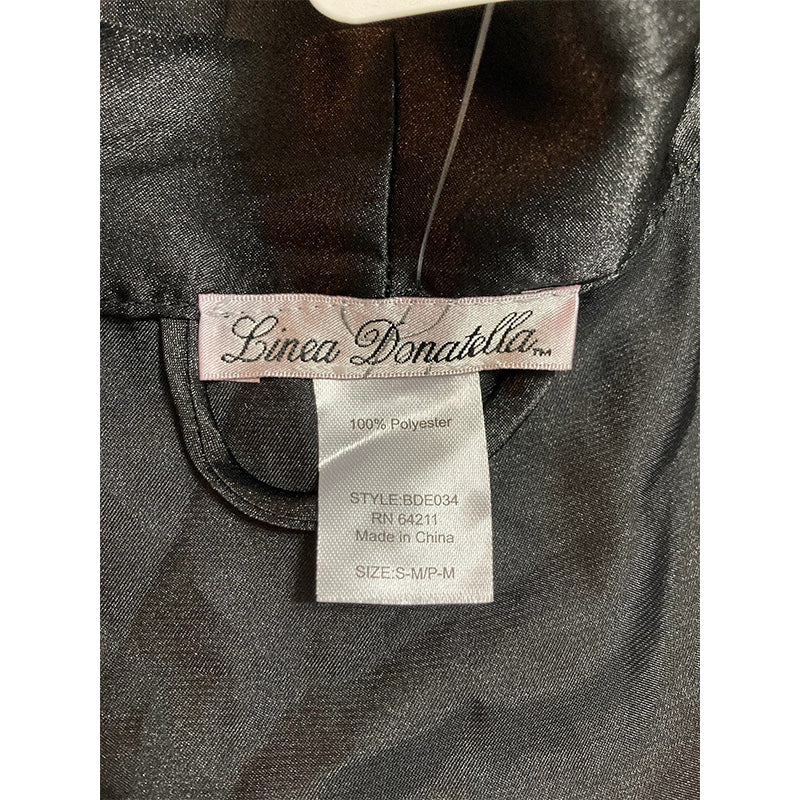 Linea Donatella™
100% Polyester
STYLE:BDE034
RN 64211
Made in China
SIZE:S-M/P-M